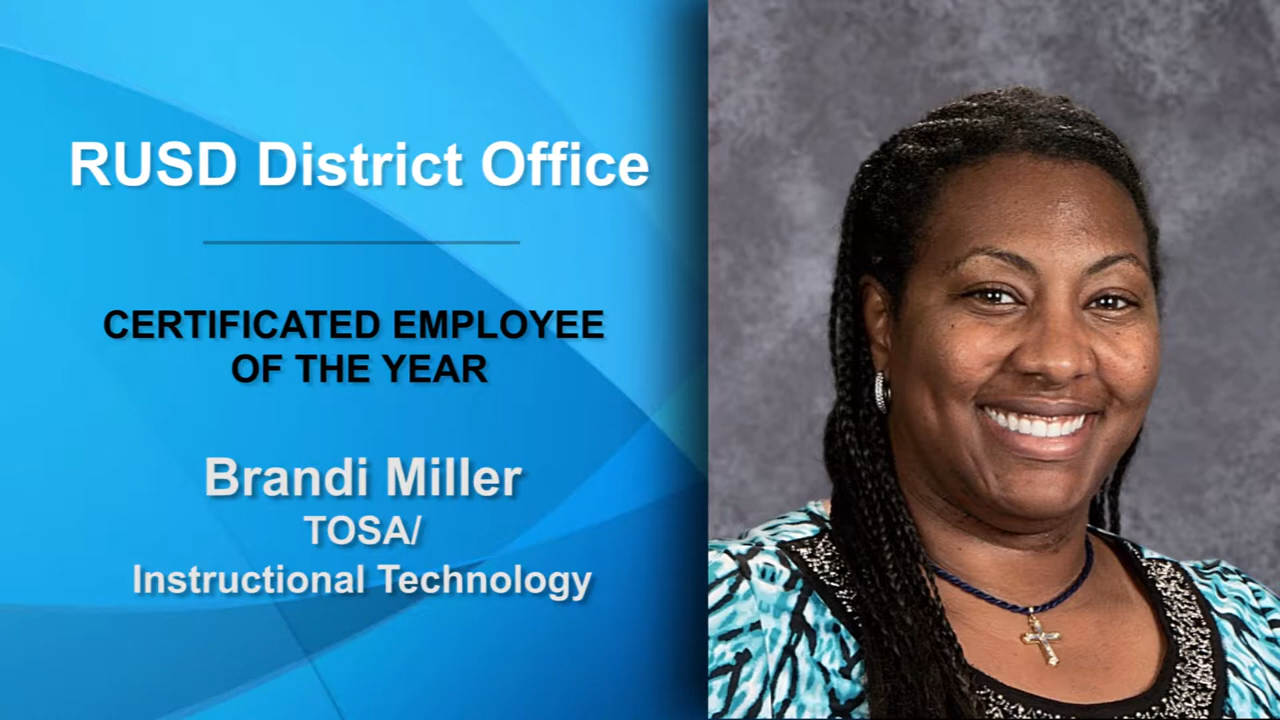 RUSD District Office
CERTIFICATED EMPLOYEE
OF THE YEAR
Brandi Miller
TOSA/
Instructional Technology